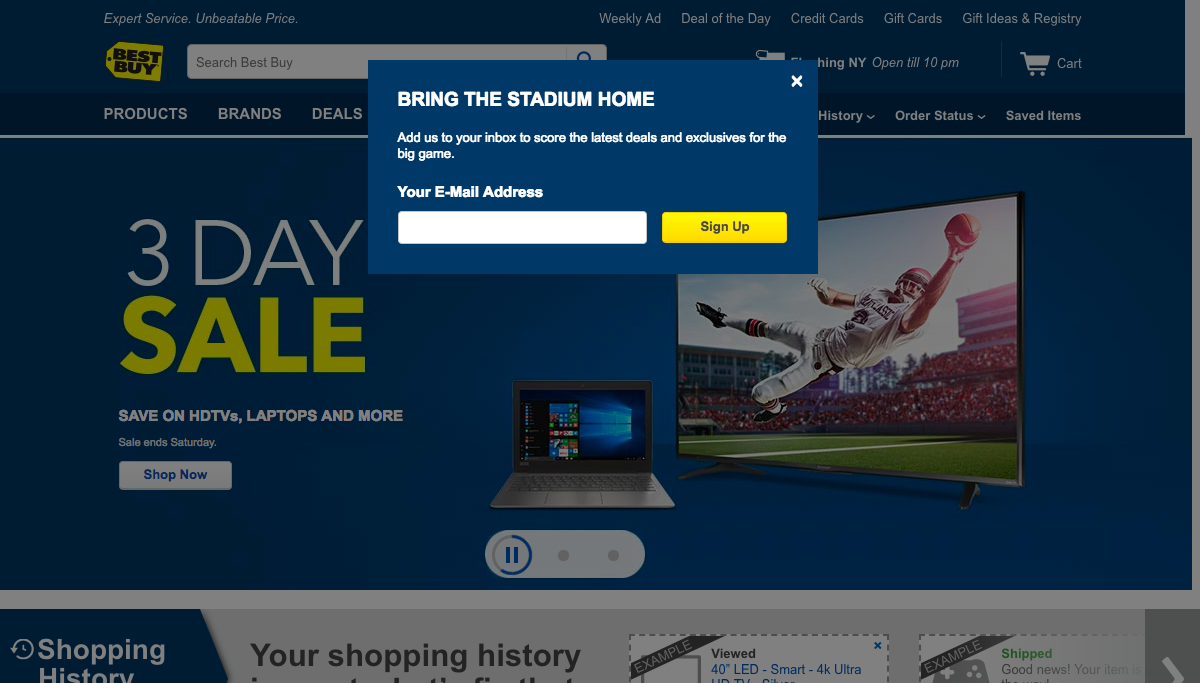 Expert Service. Unbeatable Price.
Weekly Ad Deal of the Day Credit Cards Gift Cards Gift Ideas & Registry
BEST
BUY
Search Best Buy
hing NY Open till 10 pm
Cart
PRODUCTS BRANDS DEALS
History Order Status Saved Items
BRING THE STADIUM HOME
Add us to your inbox to score the latest deals and exclusives for the
big game.
Your E-Mail Address
Sign Up
3 DAY
SALE
SAVE ON HDTVs, LAPTOPS AND MORE
Sale ends Saturday.
Shop Now
Shopping
History
Your shopping history
EXAMPLE
Viewed
40” LED - Smart - 4k Ultra
HD TV - Silver
EXAMPLE
Shipped
Good news! Your item is